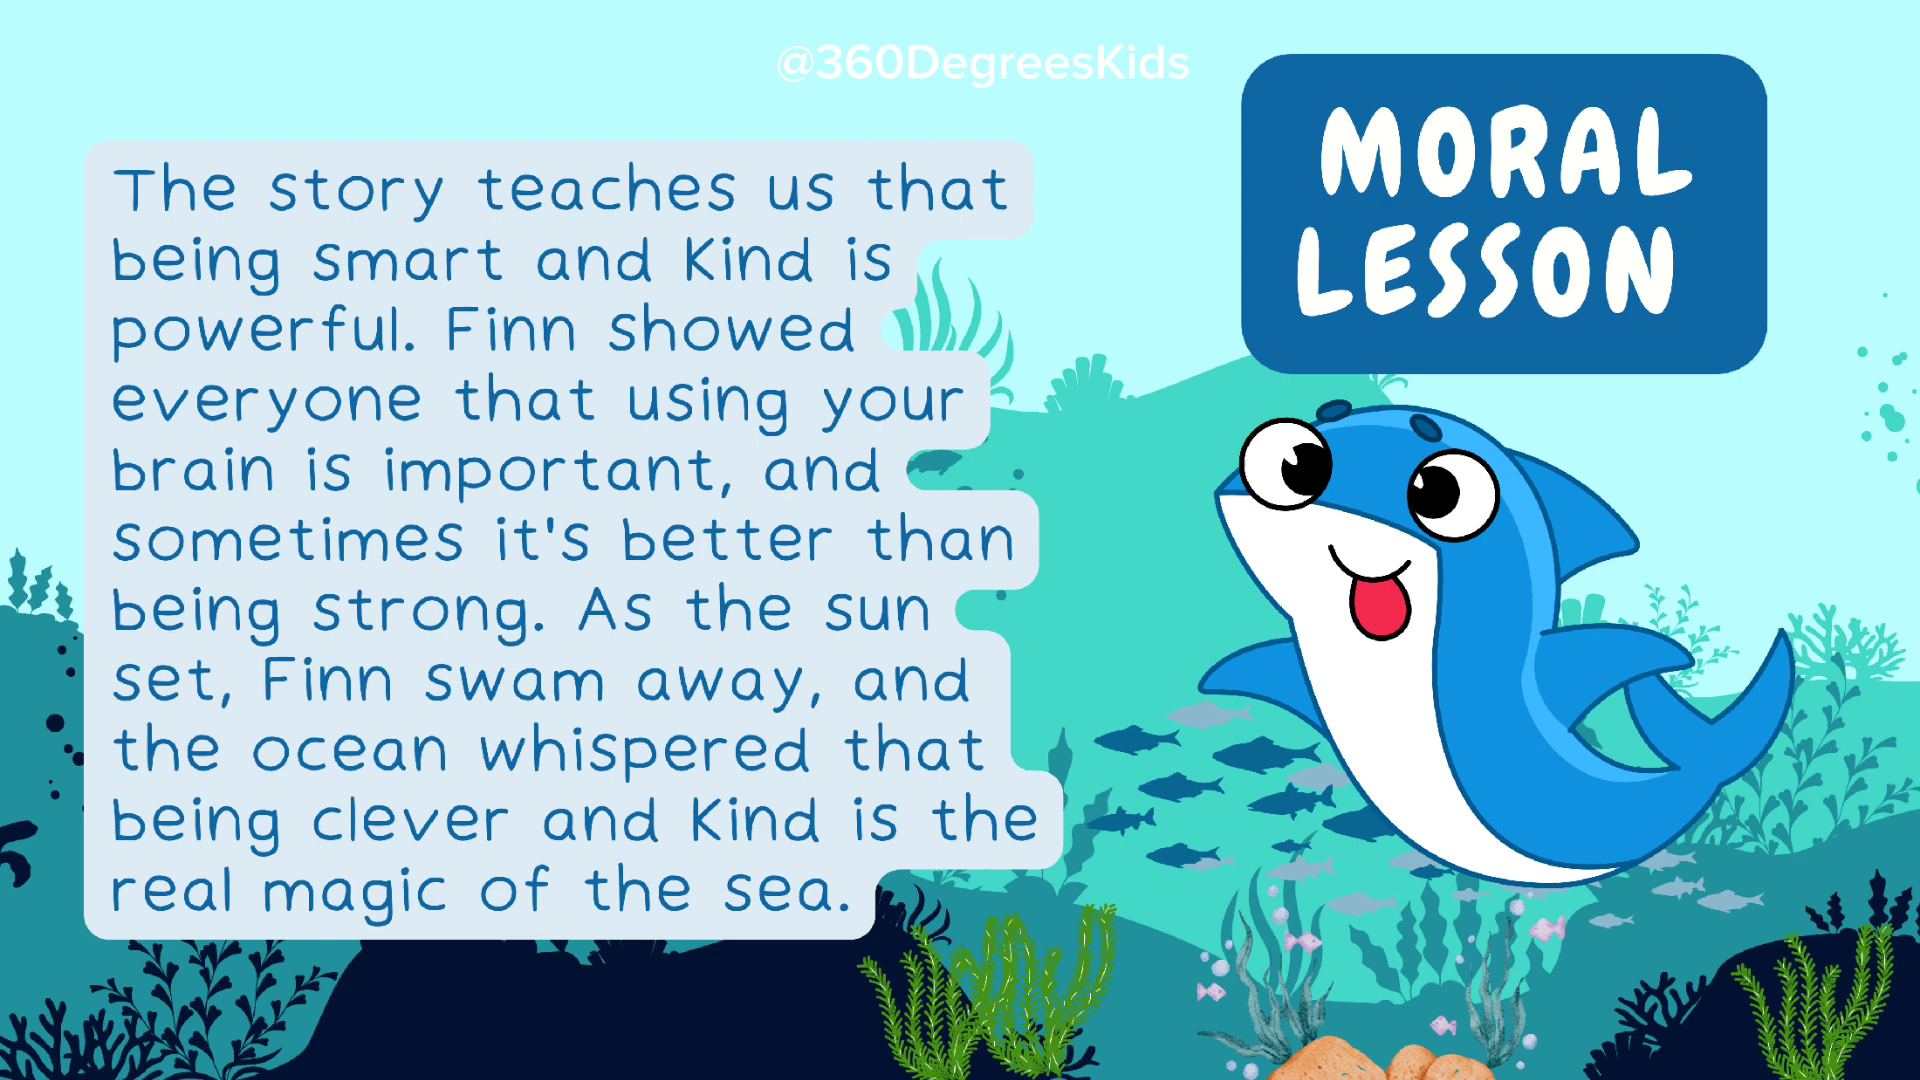 @360DegreesKids
MORAL
LESSON
The story teaches us that
being smart and Kind is
powerful. Finn showed
everyone that using your
brain is important, and
sometimes it's better than
being strong. As the sun
set, Finn swam away, and
the ocean whispered that
being clever and Kind is the
real magic of the sea.